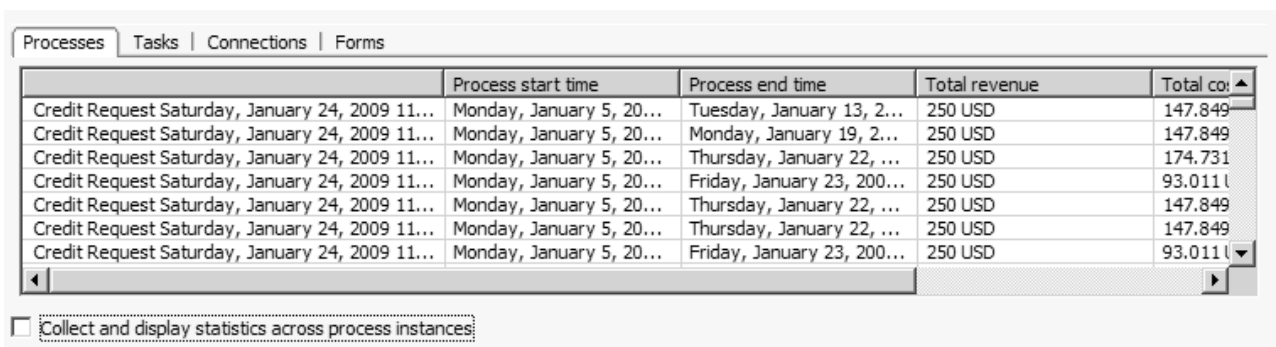 Processes Tasks | Connections | Forms
Process start time Process end time Total revenue Total co
Credit Request Saturday, January 24, 2009 11... Monday, January 5, 20... Tuesday, January 13, 2... 250 USD 147.849
Credit Request Saturday, January 24, 2009 11... Monday, January 5, 20... Monday, January 19, 2... 250 USD 147.849
Credit Request Saturday, January 24, 2009 11... Monday, January 5, 20... Thursday, January 22, ... 250 USD 174.731
Credit Request Saturday, January 24, 2009 11... Monday, January 5, 20... Friday, January 23, 200... 250 USD 93.011
Credit Request Saturday, January 24, 2009 11... Monday, January 5, 20... Thursday, January 22, ... 250 USD 147.849
Credit Request Saturday, January 24, 2009 11... Monday, January 5, 20... Thursday, January 22, ... 250 USD 147.849
Credit Request Saturday, January 24, 2009 11... Monday, January 5, 20... Friday, January 23, 200... 250 USD 93.011
Collect and display statistics across process instances